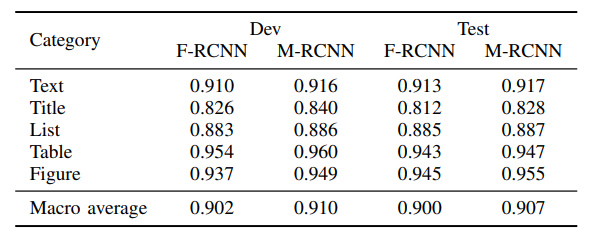 Dev Test
Category
F-RCNN M-RCNN F-RCNN M-RCNN
Text 0.910 0.916 0.913 0.917
Title 0.826 0.840 0.812 0.828
List 0.883 0.886 0.885 0.887
Table 0.954 0.960 0.943 0.947
Figure 0.937 0.949 0.945 0.955
Macro average 0.902 0.910 0.900 0.907